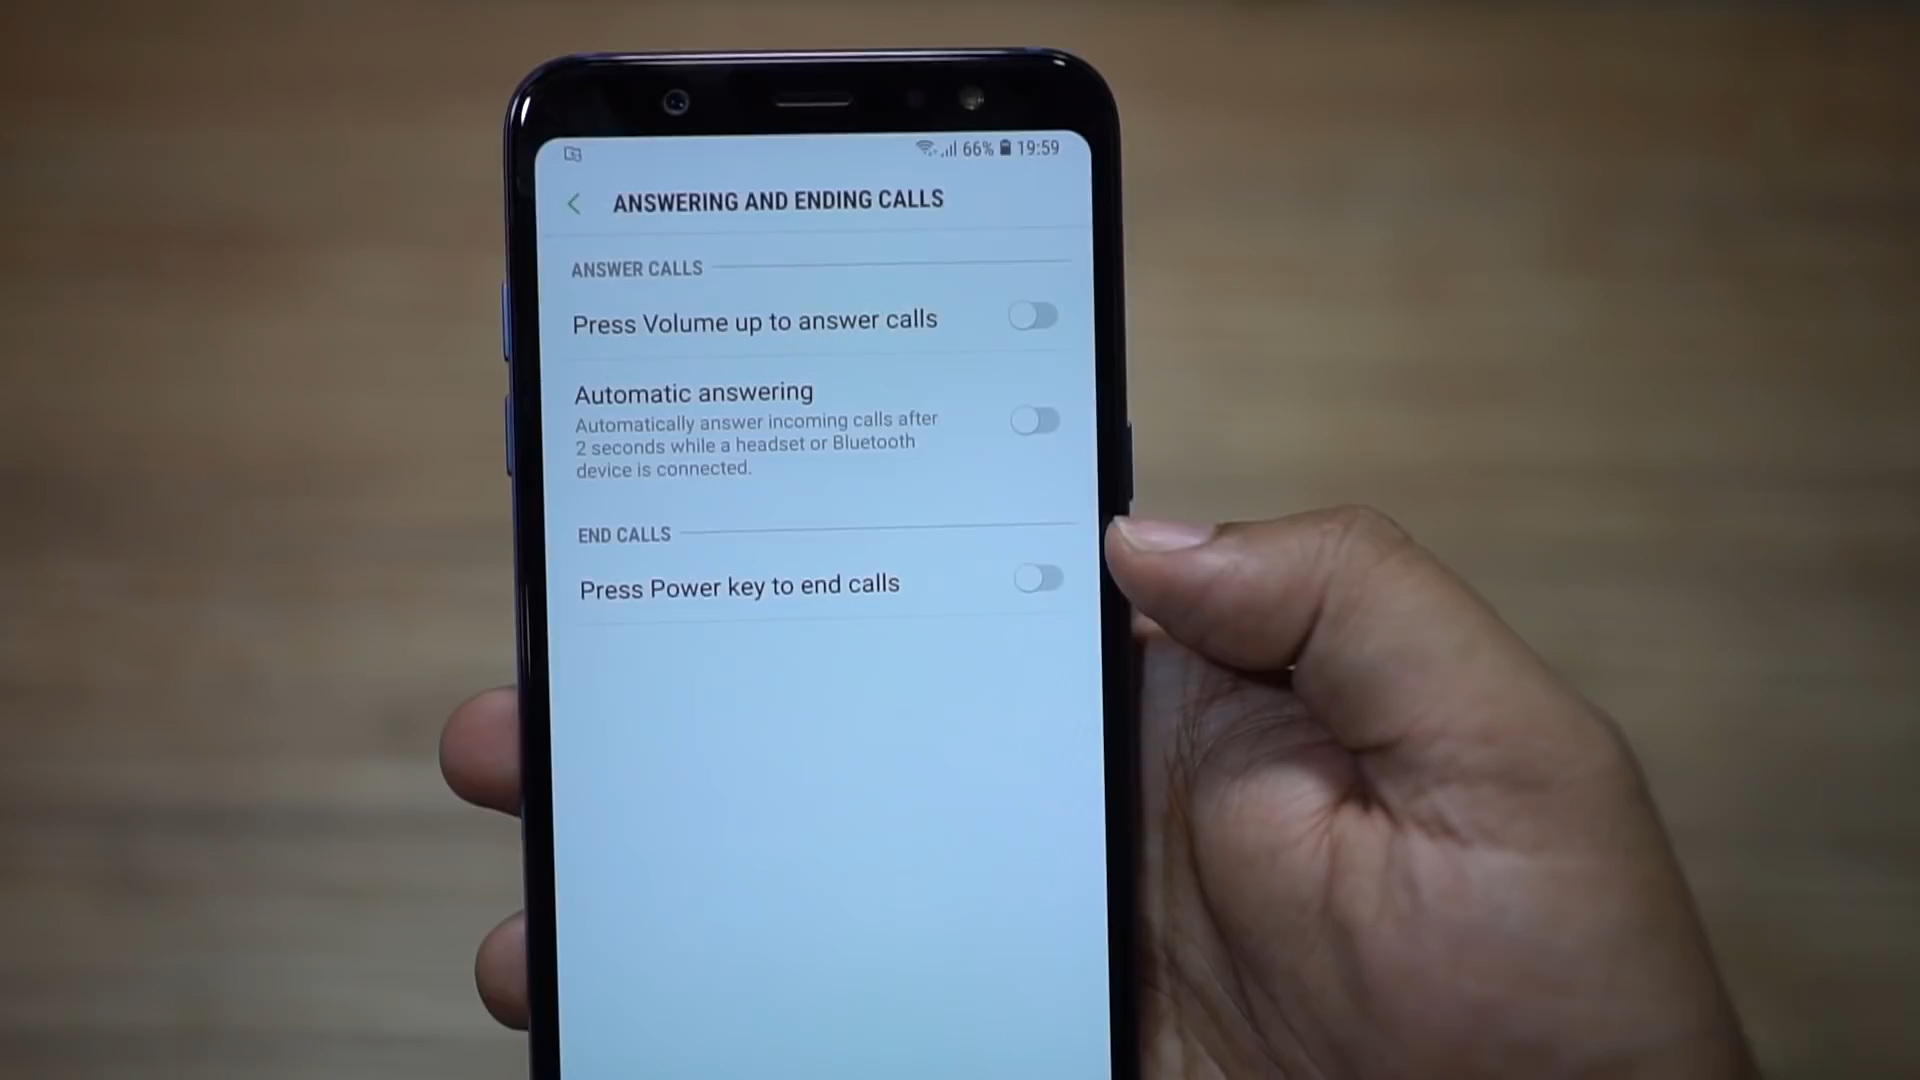 66% 19:59
ANSWERING AND ENDING CALLS
ANSWER CALLS
Press Volume up to answer calls
Automatic answering
Automatically answer incoming calls after
2 seconds while a headset or Bluetooth
device is connected.
END CALLS
Press Power key to end calls